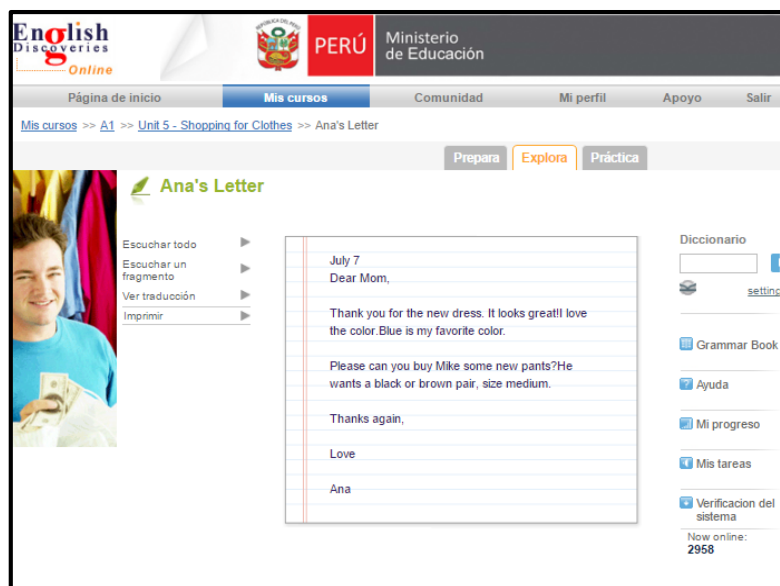 English
Discoveries
Online
REPÚBLICA DEL PERÚ
PERÚ
Ministerio
de Educación
Página de inicio
Mis cursos
Comunidad
Mi perfil
Apoyo
Salir
Mis cursos >> A1 >> Unit 5 - Shopping for Clothes >> Ana's Letter
Prepara
Explora
Práctica
Ana's Letter
Escuchar todo
Escuchar un
fragmento
Ver traducción
Imprimir
July 7
Dear Mom,
Thank you for the new dress. It looks great!I love
the color.Blue is my favorite color.
Please can you buy Mike some new pants?He
wants a black or brown pair, size medium.
Thanks again,
Love
Ana
Diccionario
setting
Grammar Book
Ayuda
Mi progreso
Mis tareas
Verificacion del
sistema
Now online:
2958